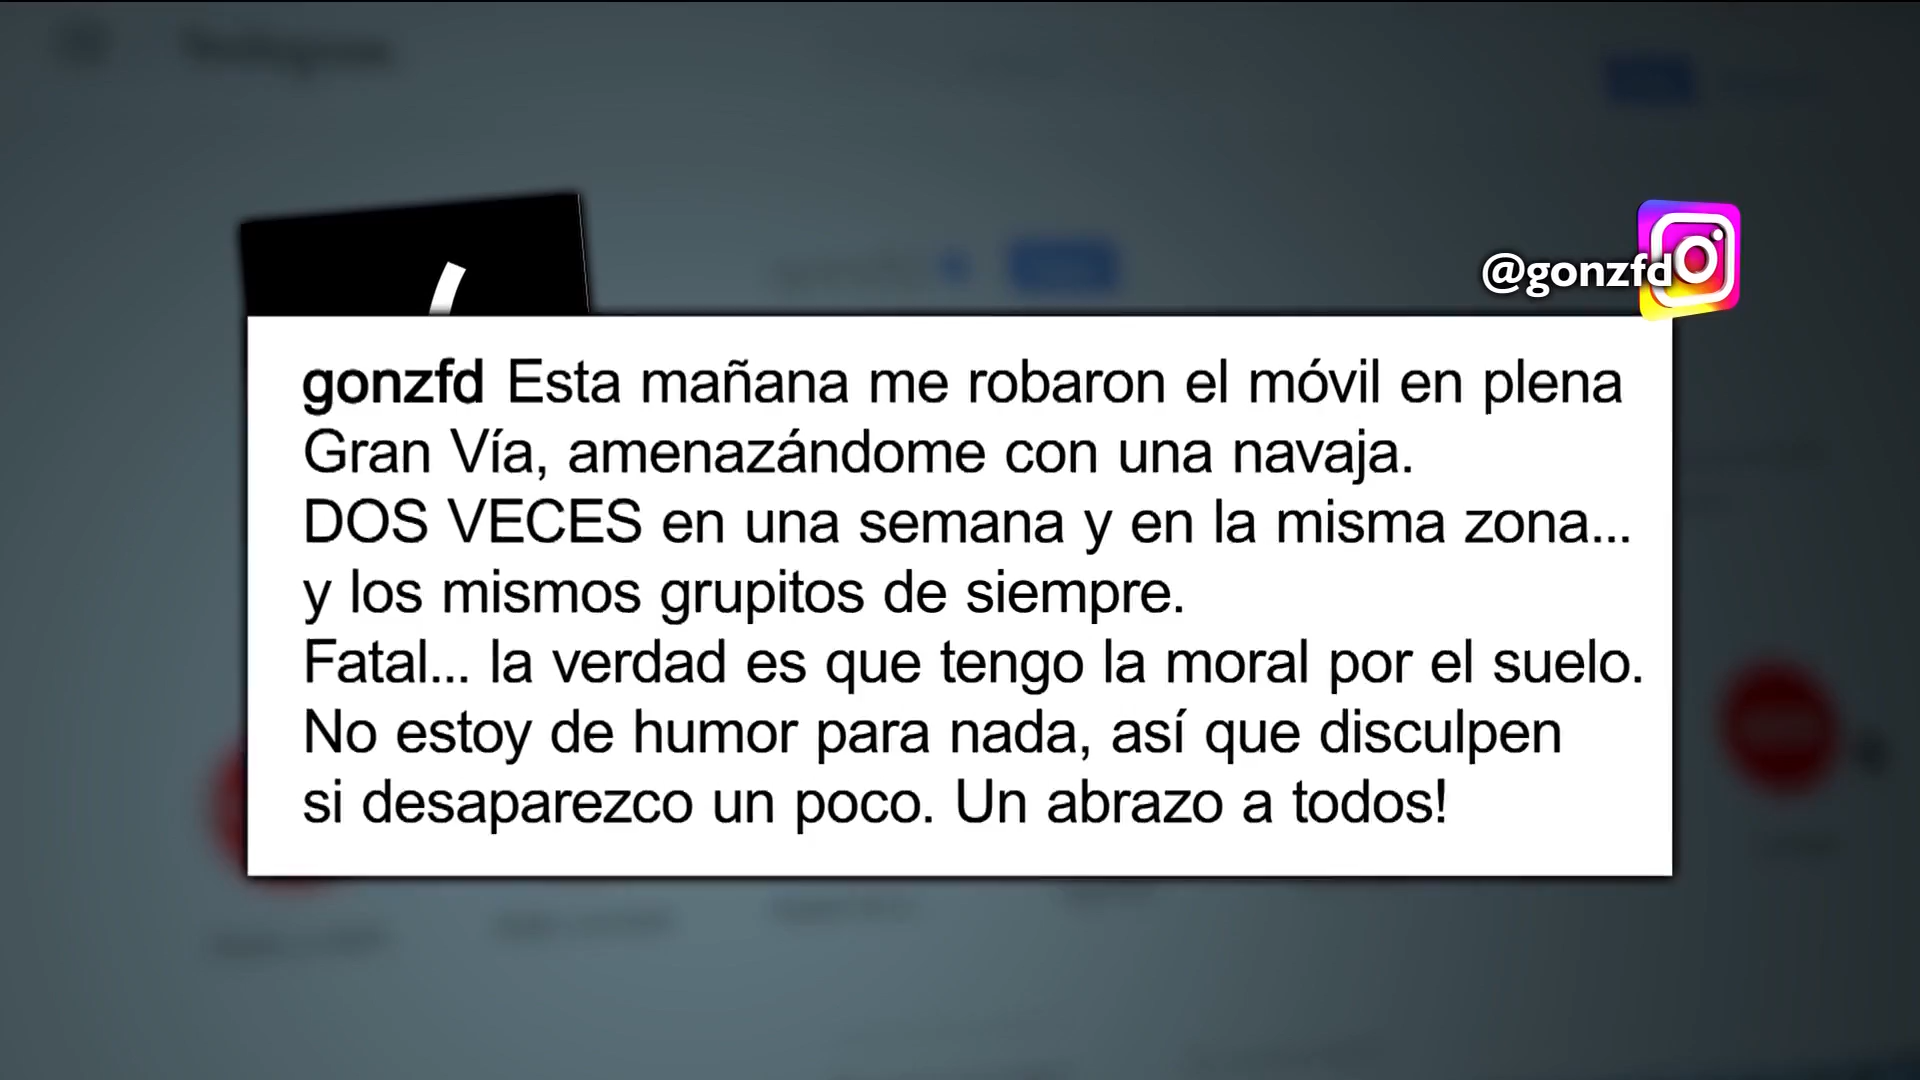 @gonzfd
gonzfd Esta mañana me robaron el móvil en plena
Gran Vía, amenazándome con una navaja.
DOS VECES en una semana y en la misma zona...
y los mismos grupitos de siempre.
Fatal... la verdad es que tengo la moral por el suelo.
No estoy de humor para nada, así que disculpen
si desaparezco un poco. Un abrazo a todos!